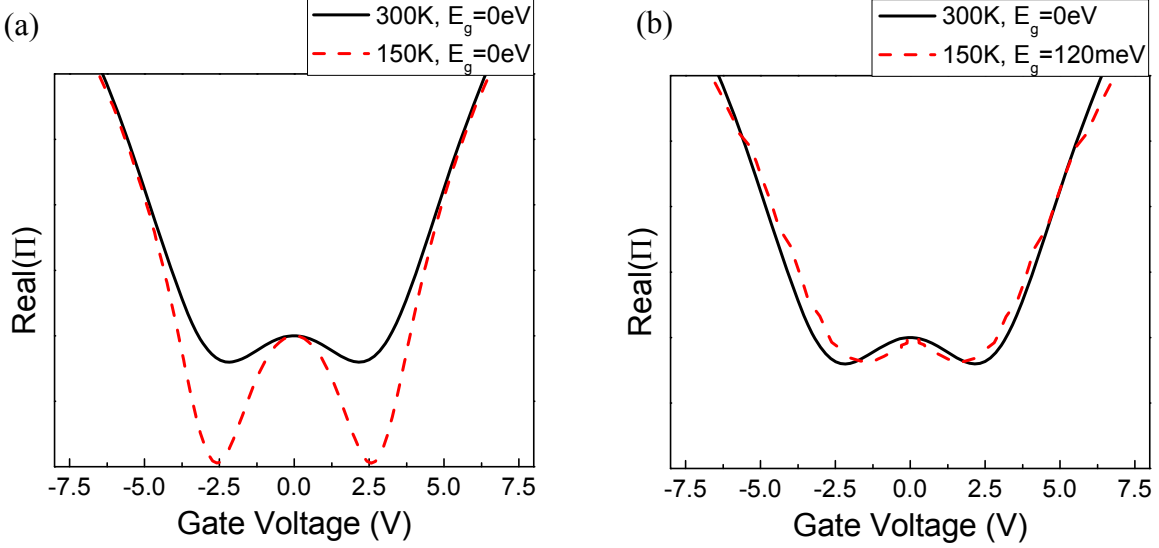 (a)
300K, E_g=0eV
150K, E_g=0eV
Real(Π)
-7.5 -5.0 -2.5 0.0 2.5 5.0 7.5
Gate Voltage (V)
(b)
300K, E_g=0eV
150K, E_g=120meV
Real(Π)
-7.5 -5.0 -2.5 0.0 2.5 5.0 7.5
Gate Voltage (V)